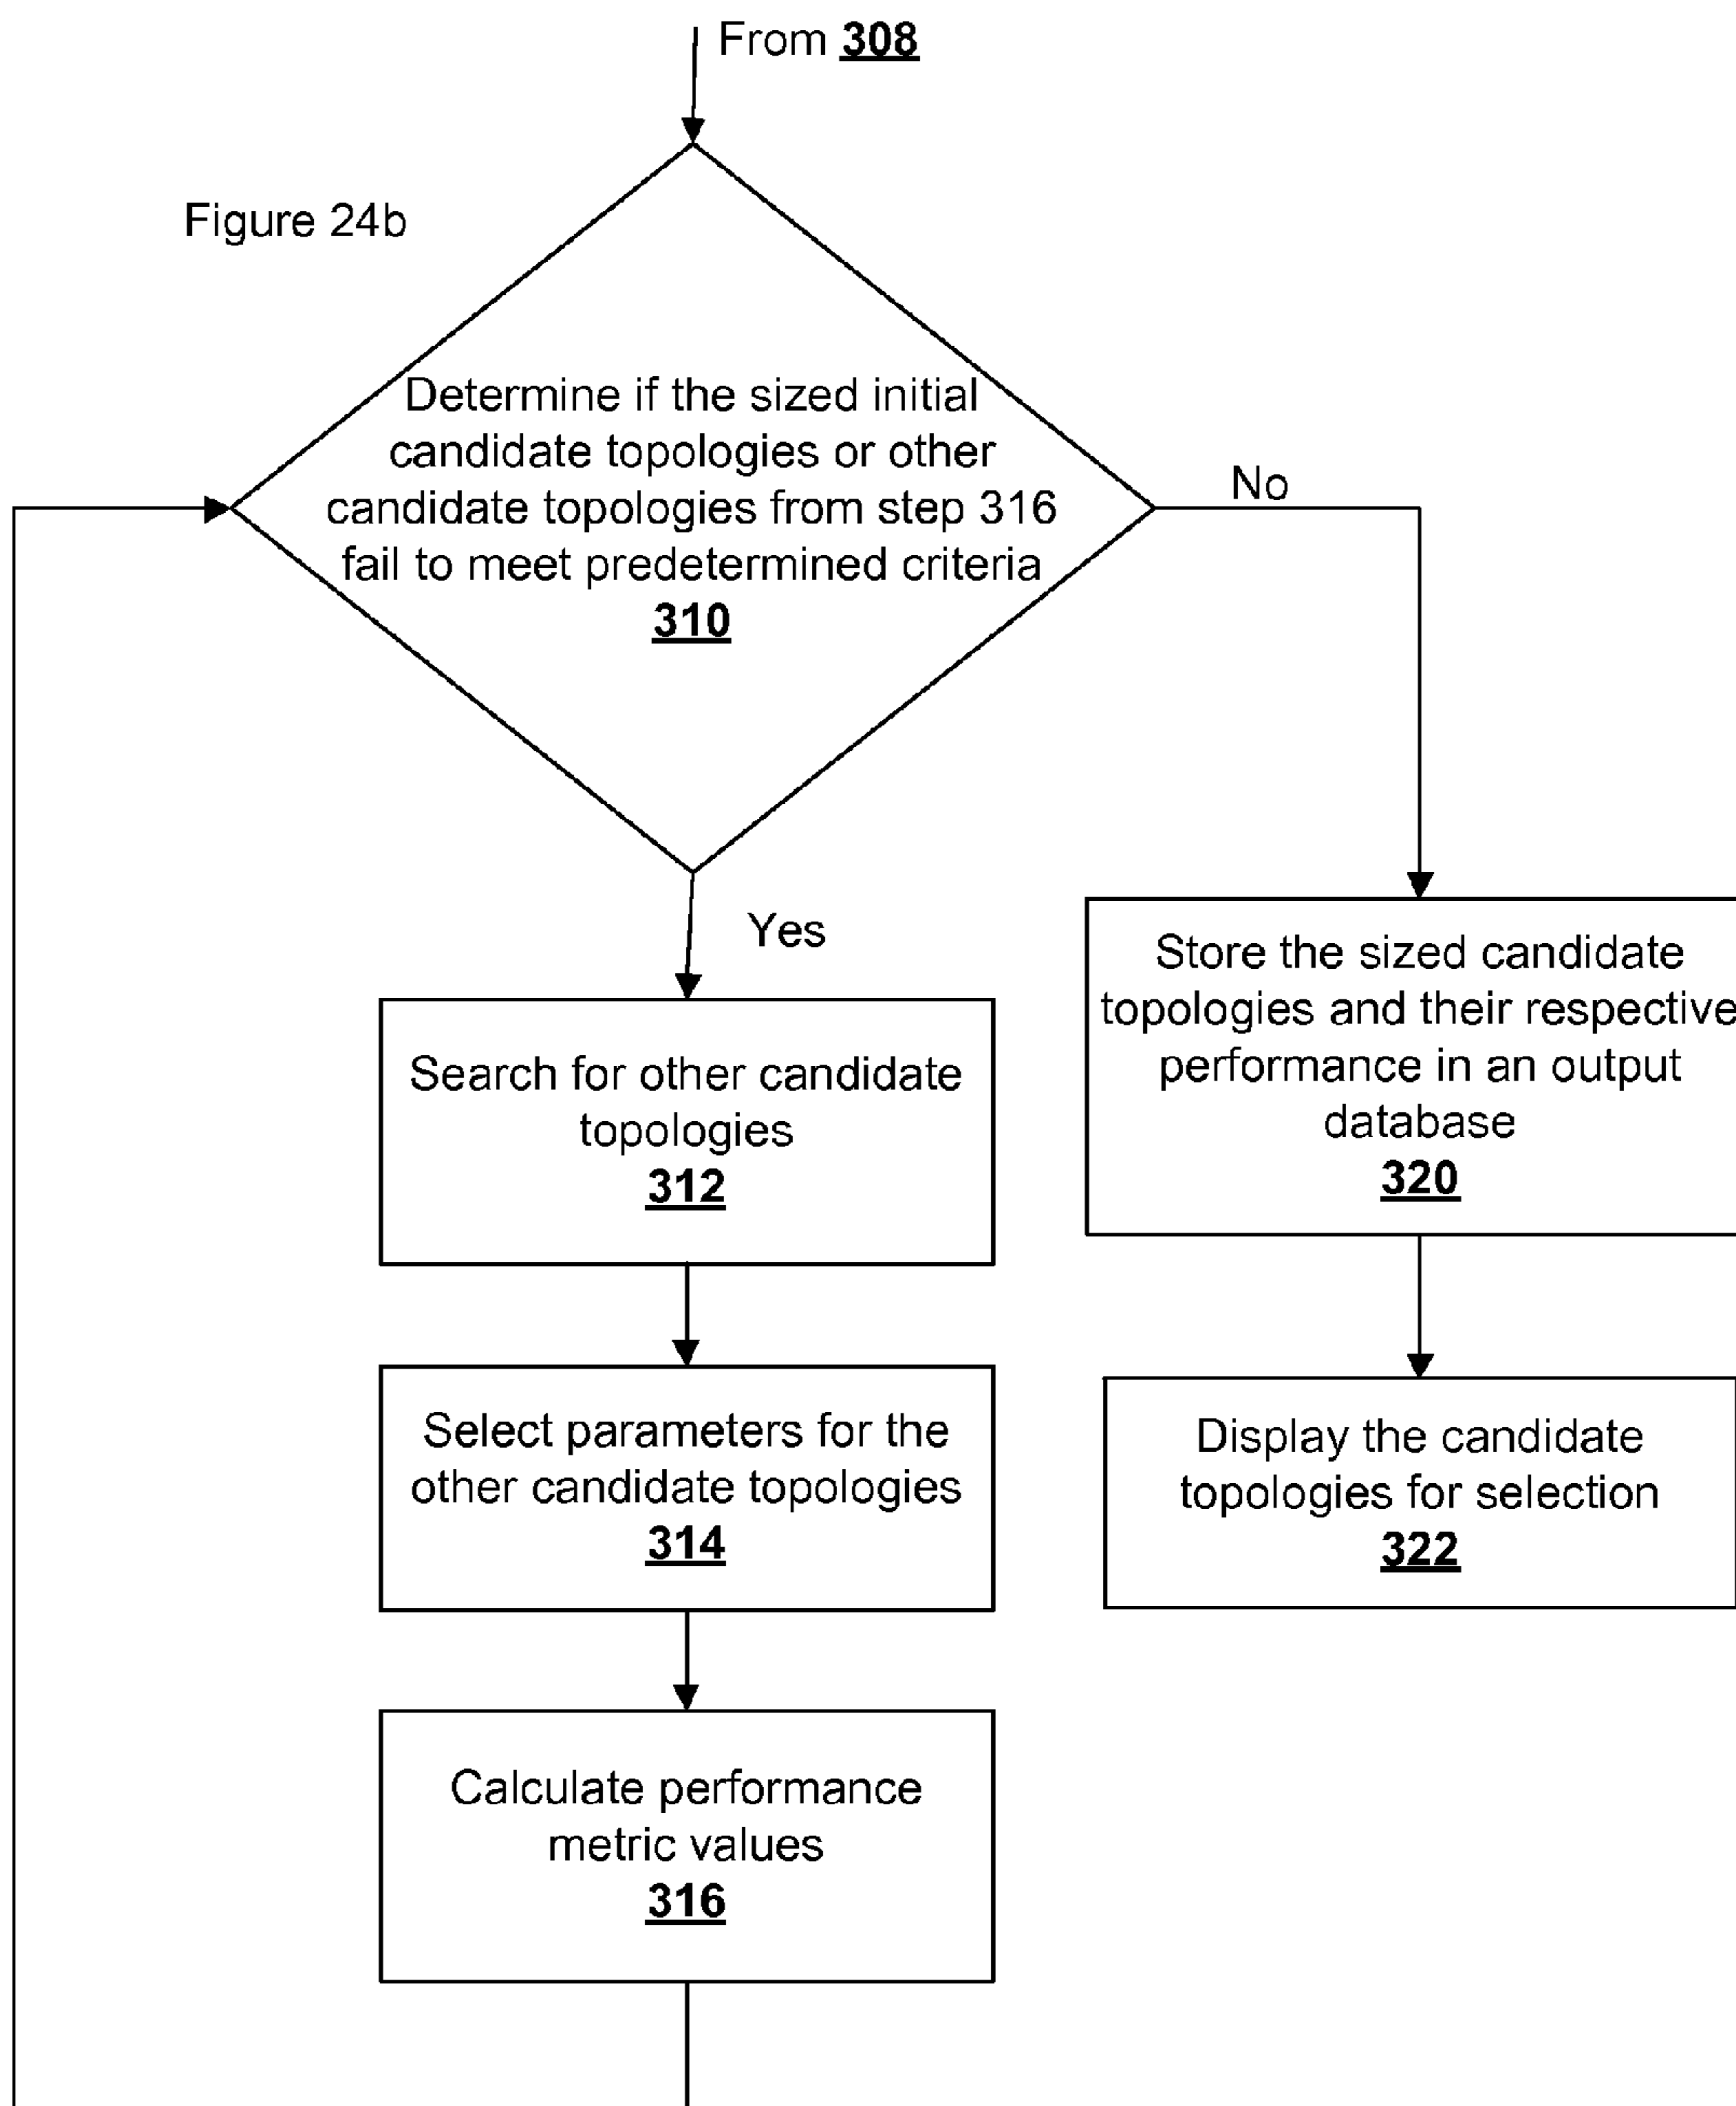 From 308
Figure 24b
Determine if the sized initial
candidate topologies or other
candidate topologies from step 316
fail to meet predetermined criteria
310
No
Yes
Store the sized candidate
topologies and their respective
performance in an output
database
320
Search for other candidate
topologies
312
Select parameters for the
other candidate topologies
314
Display the candidate
topologies for selection
322
Calculate performance
metric values
316